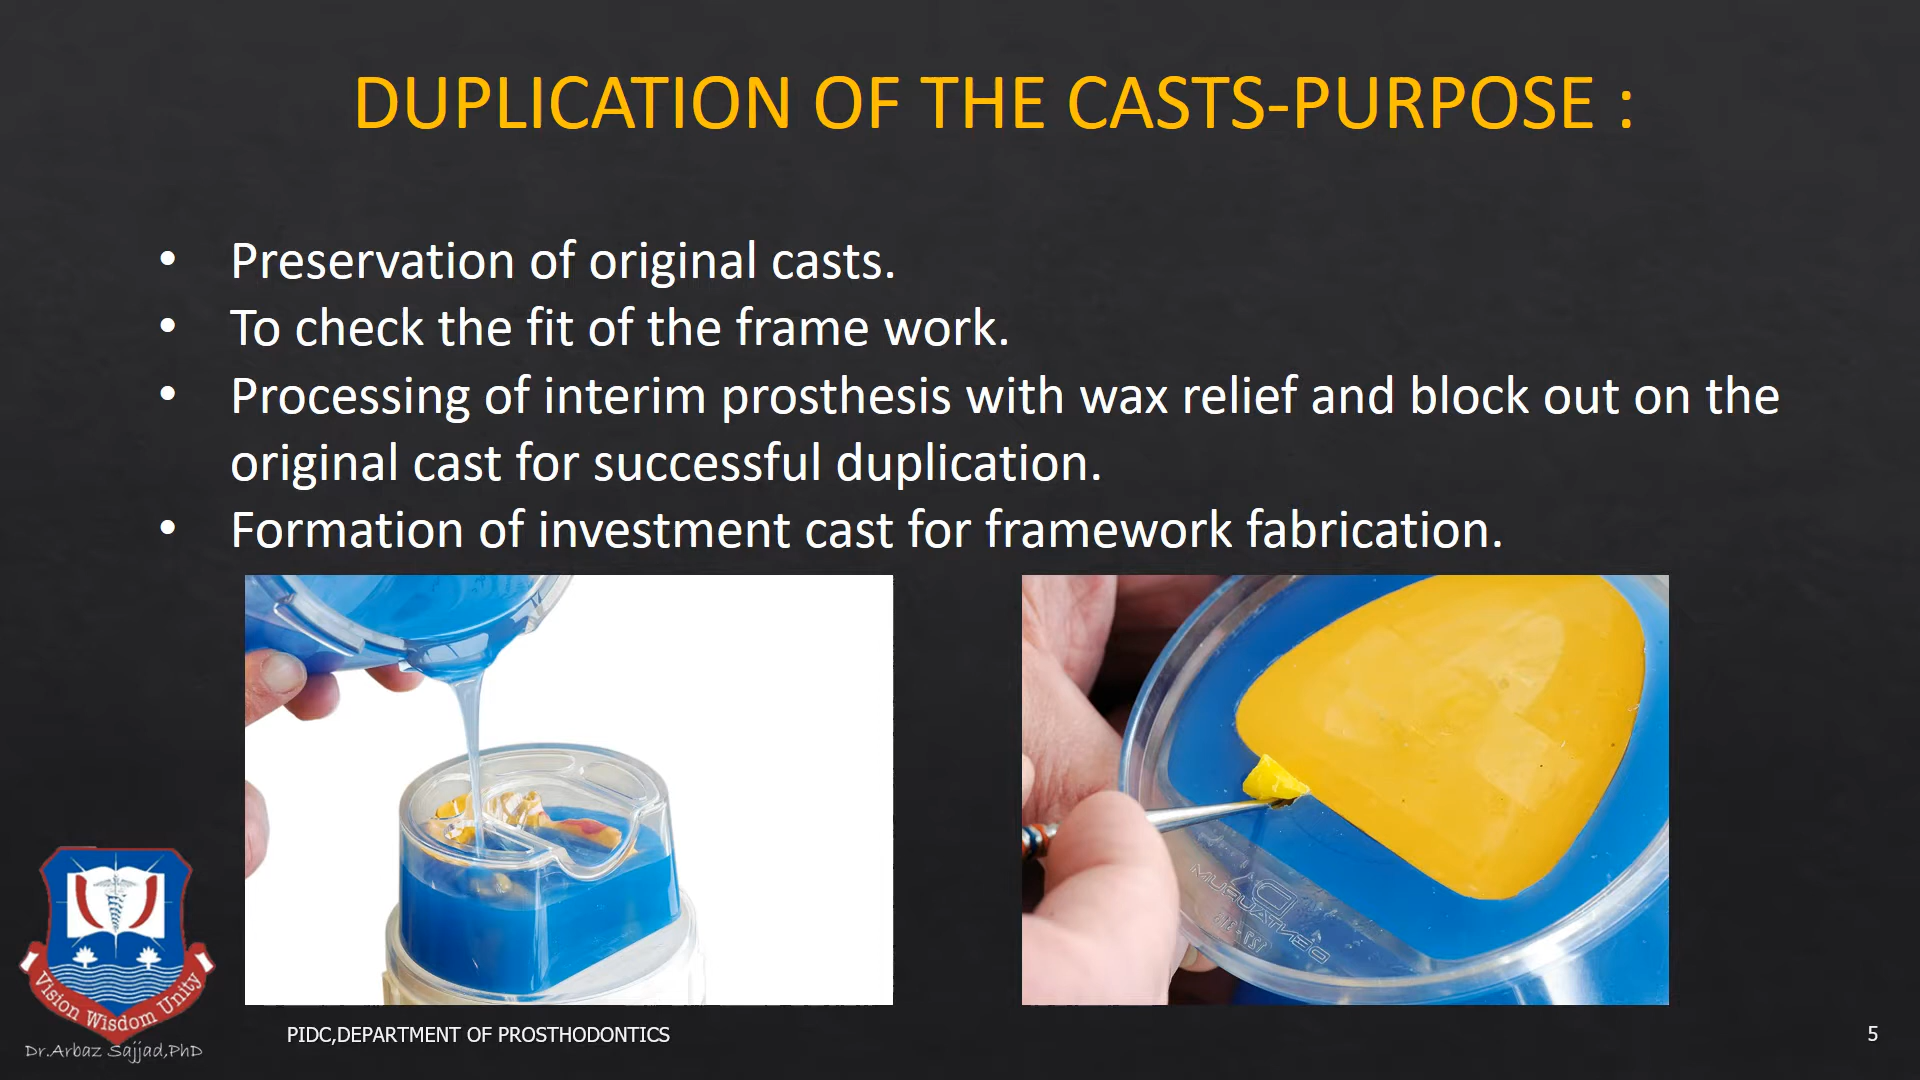 DUPLICATION OF THE CASTS-PURPOSE :
• Preservation of original casts.
• To check the fit of the frame work.
• Processing of interim prosthesis with wax relief and block out on the
original cast for successful duplication.
• Formation of investment cast for framework fabrication.
Vision Wisdom Unity
Dr.Arbaz Sajjad,PhD
PIDC,DEPARTMENT OF PROSTHODONTICS
5